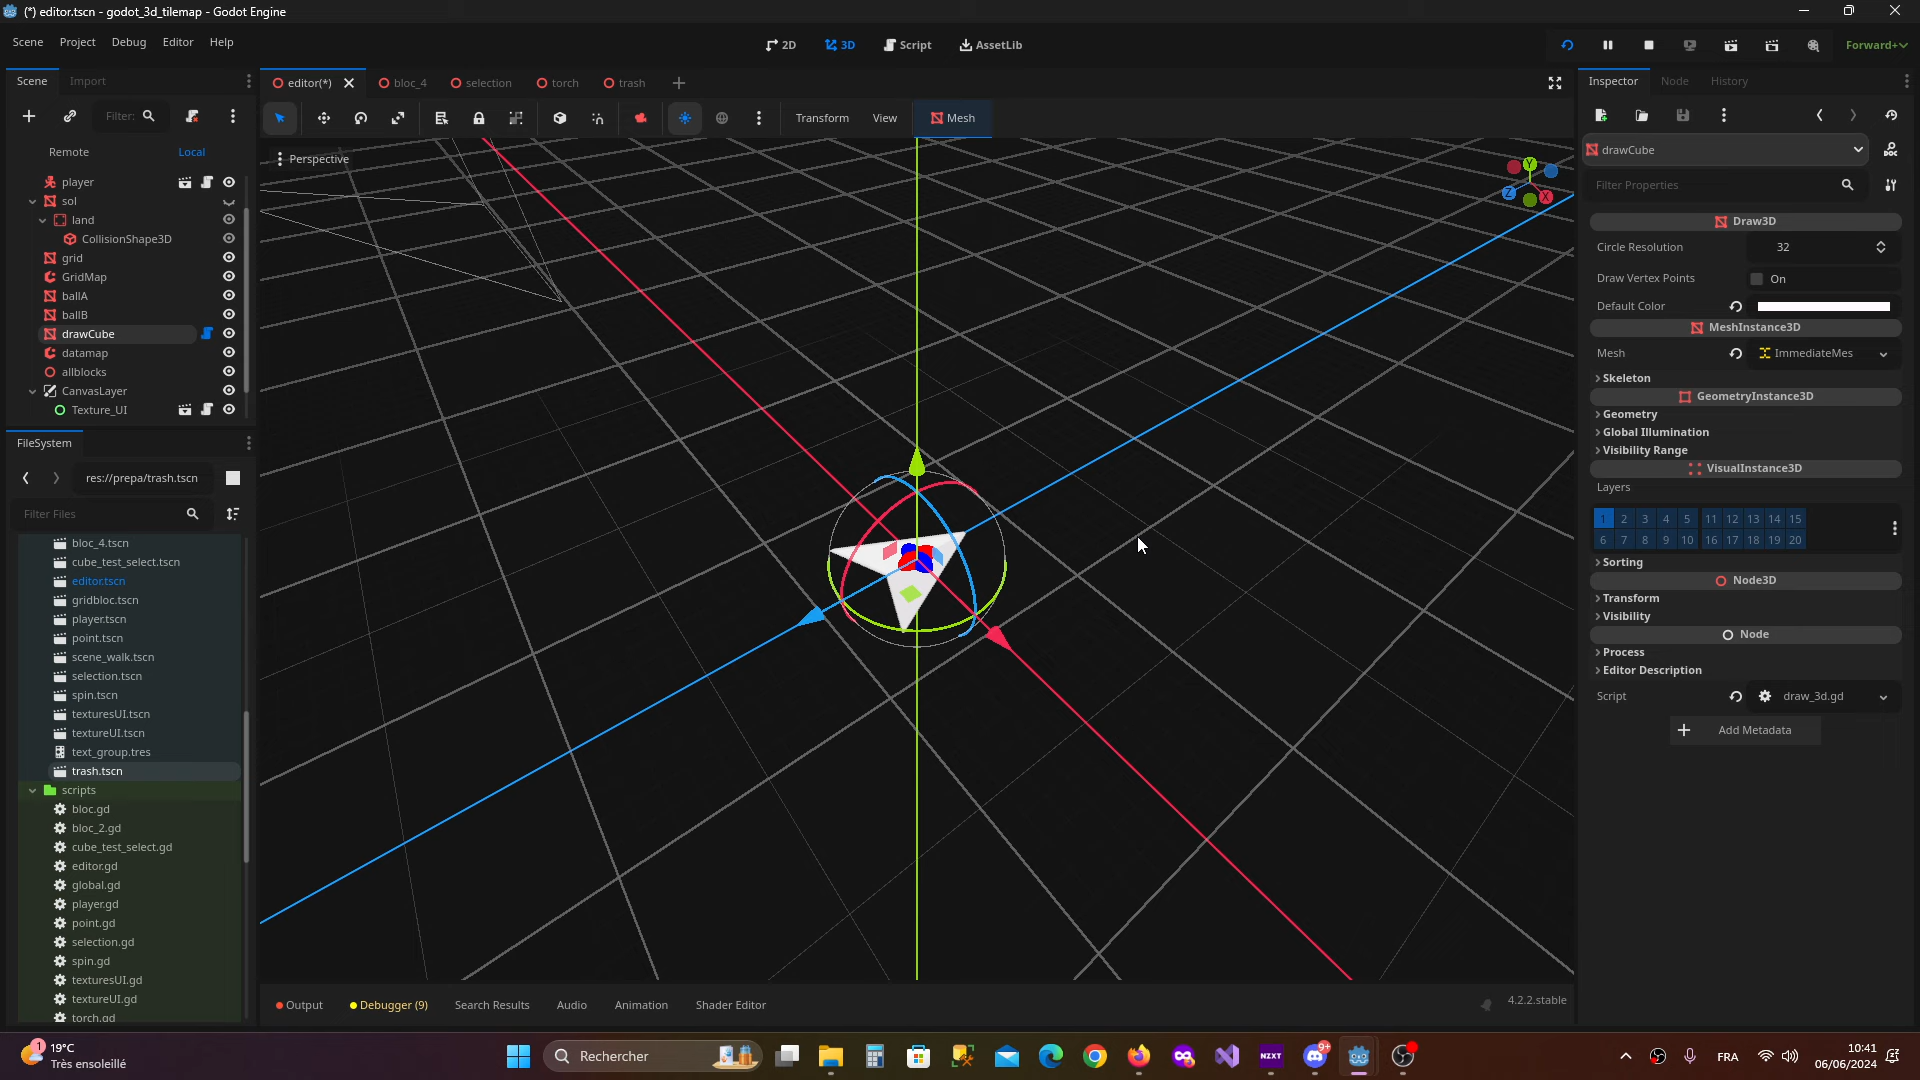 (*) editor.tscn - godot_3d_tilemap - Godot Engine
Scene Project Debug Editor Help
2D 3D Script AssetLib
Forward+
Scene Import
editor(*) bloc_4 selection torch trash
Inspector Node History
Filter:
Transform View Mesh
Remote Local
Perspective
drawCube
Filter Properties
player
sol
land
CollisionShape3D
grid
GridMap
ballA
ballB
drawCube
datamap
allblocks
CanvasLayer
Texture_UI
Y
Z
X
Draw3D
Circle Resolution 32
Draw Vertex Points On
Default Color
MeshInstance3D
Mesh ImmediateMes
Skeleton
GeometryInstance3D
Geometry
Global Illumination
Visibility Range
VisualInstance3D
Layers
1 2 3 4 5 11 12 13 14 15
6 7 8 9 10 16 17 18 19 20
Sorting
Node3D
Transform
Visibility
Node
Process
Editor Description
Script draw_3d.gd
Add Metadata
FileSystem
res://prepa/trash.tscn
Filter Files
bloc_4.tscn
cube_test_select.tscn
editor.tscn
gridbloc.tscn
player.tscn
point.tscn
scene_walk.tscn
selection.tscn
spin.tscn
texturesUI.tscn
textureUI.tscn
text_group.tres
trash.tscn
scripts
bloc.gd
bloc_2.gd
cube_test_select.gd
editor.gd
global.gd
player.gd
point.gd
selection.gd
spin.gd
texturesUI.gd
textureUI.gd
torch.gd
Output Debugger (9) Search Results Audio Animation Shader Editor
4.2.2.stable
1
19°C
Très ensoleillé
Rechercher
NZXT
9+
FRA
10:41
06/06/2024